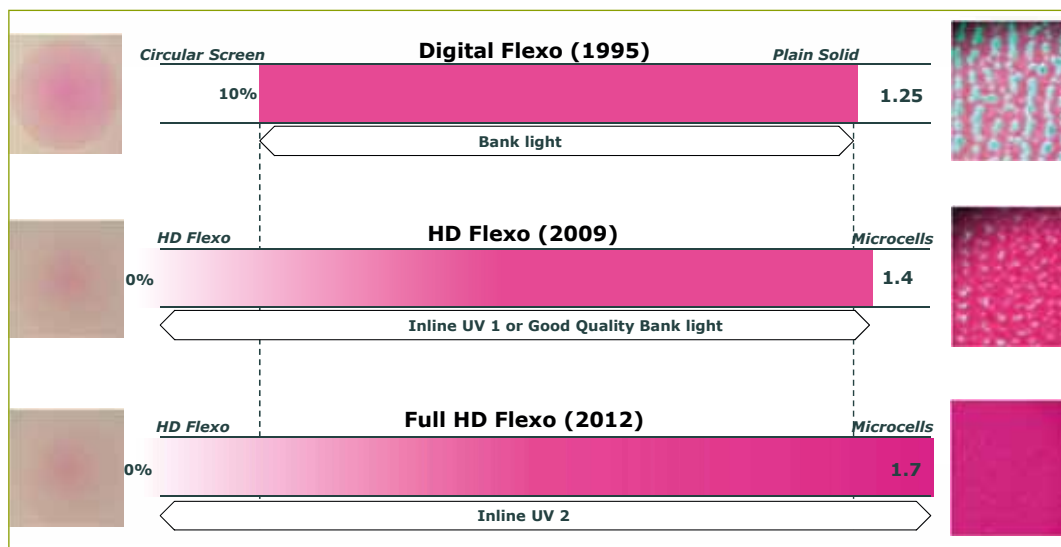 Digital Flexo (1995)
Circular Screen
Plain Solid
10%
1.25
Bank light
HD Flexo (2009)
HD Flexo
Microcells
0%
1.4
Inline UV 1 or Good Quality Bank light
Full HD Flexo (2012)
HD Flexo
Microcells
0%
1.7
Inline UV 2